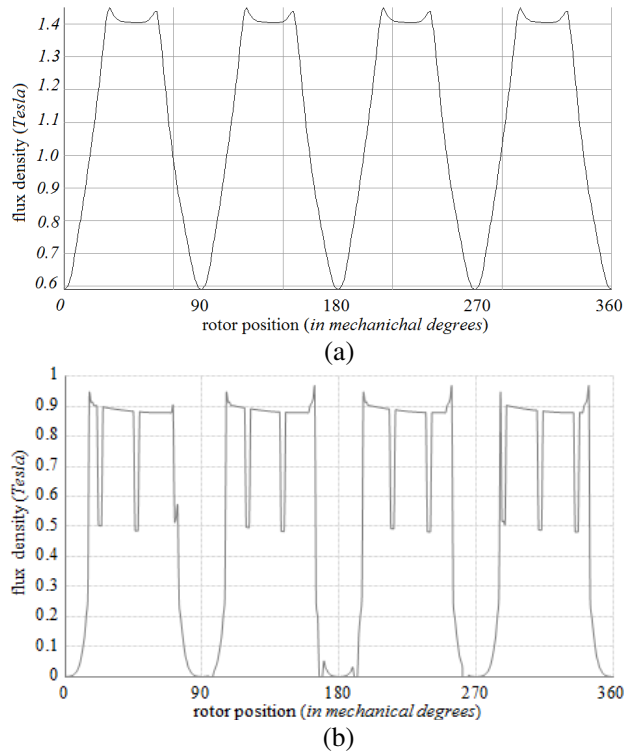 1.4
1.3
1.2
1.1
1.0
0.9
0.8
0.7
0.6
flux density (Tesla)
0 90 180 270 360
rotor position (in mechanichal degrees)
(a)
1
0.9
0.8
0.7
0.6
0.5
0.4
0.3
0.2
0.1
0
flux density (Tesla)
0 90 180 270 360
rotor position (in mechanical degrees)
(b)